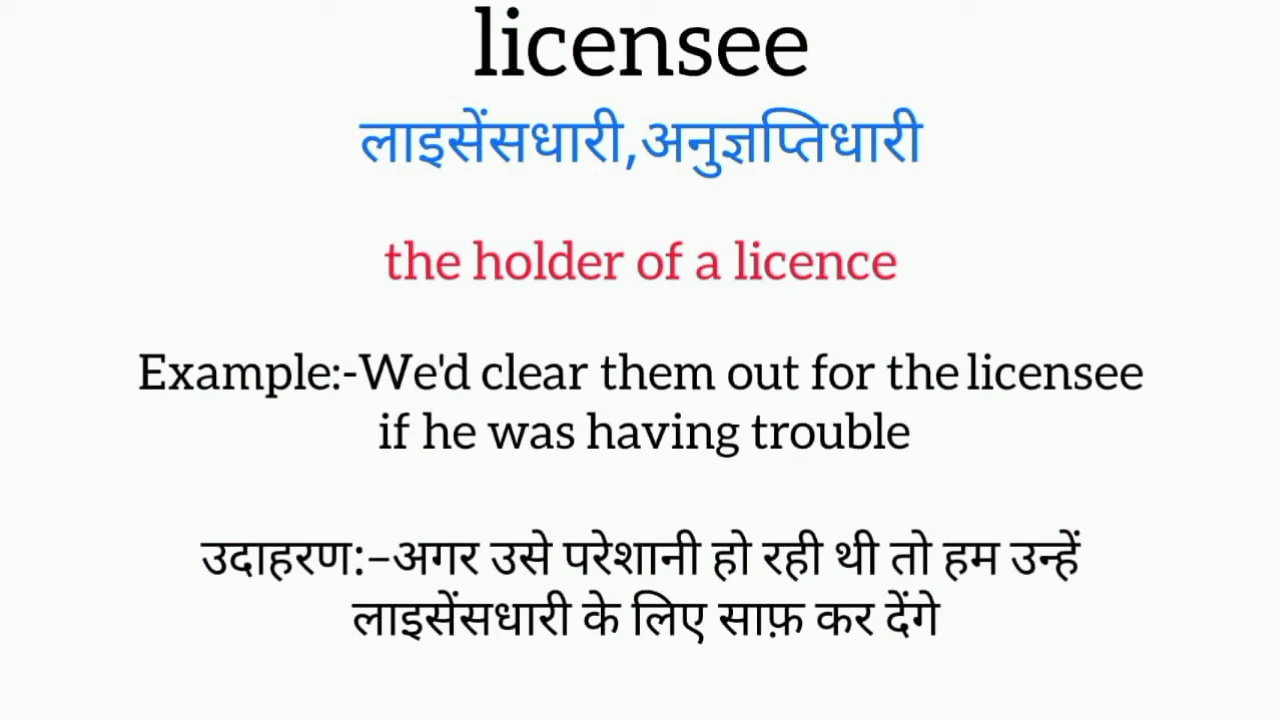 licensee
लाइसेंसधारी,अनुज्ञप्तिधारी
the holder of a licence
Example:-We'd clear them out for the licensee
if he was having trouble
उदाहरण:–अगर उसे परेशानी हो रही थी तो हम उन्हें
लाइसेंसधारी के लिए साफ़ कर देंगे